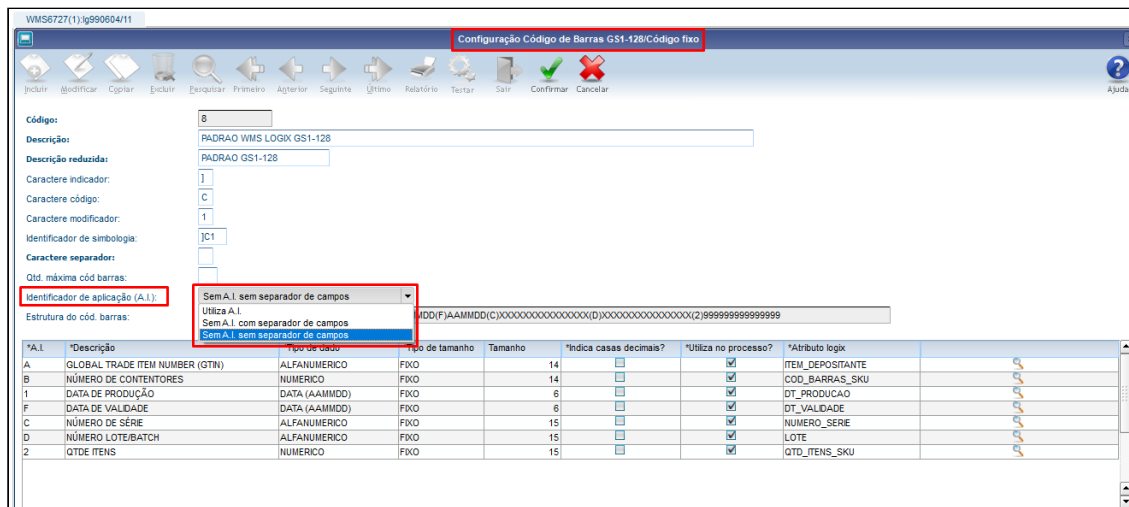 WMS6727(1):lg990604/11
Configuração Código de Barras GS1-128/Código fixo
Incluir Modificar Copiar Excluir Pesquisar Primeiro Anterior Seguinte Último Relatório Testar Sair Confirmar Cancelar Ajuda
Código: 8
Descrição: PADRAO WMS LOGIX GS1-128
Descrição reduzida: PADRAO GS1-128
Caractere indicador: ]
Caractere código: C
Caractere modificador: 1
Identificador de simbologia: ]C1
Caractere separador:
Qtd. máxima cód barras:
Identificador de aplicação (A.I.): Sem A.I. sem separador de campos
Utiliza A.I.
Sem A.I. com separador de campos
Sem A.I. sem separador de campos
Estrutura do cód. barras: MDD(F)AAMMDD(C)XXXXXXXXXXXXXXX(D)XXXXXXXXXXXXXXX(2)999999999999999
*A.I. *Descrição *Tipo de dado *Tipo de tamanho Tamanho *Indica casas decimais? *Utiliza no processo? *Atributo logix
A GLOBAL TRADE ITEM NUMBER (GTIN) ALFANUMERICO FIXO 14 ITEM_DEPOSITANTE
B NÚMERO DE CONTENTORES NUMERICO FIXO 14 COD_BARRAS_SKU
1 DATA DE PRODUÇÃO DATA (AAMMDD) FIXO 6 DT_PRODUCAO
F DATA DE VALIDADE DATA (AAMMDD) FIXO 6 DT_VALIDADE
C NÚMERO DE SÉRIE ALFANUMERICO FIXO 15 NUMERO_SERIE
D NÚMERO LOTE/BATCH ALFANUMERICO FIXO 15 LOTE
2 QTDE ITENS NUMERICO FIXO 15 QTD_ITENS_SKU